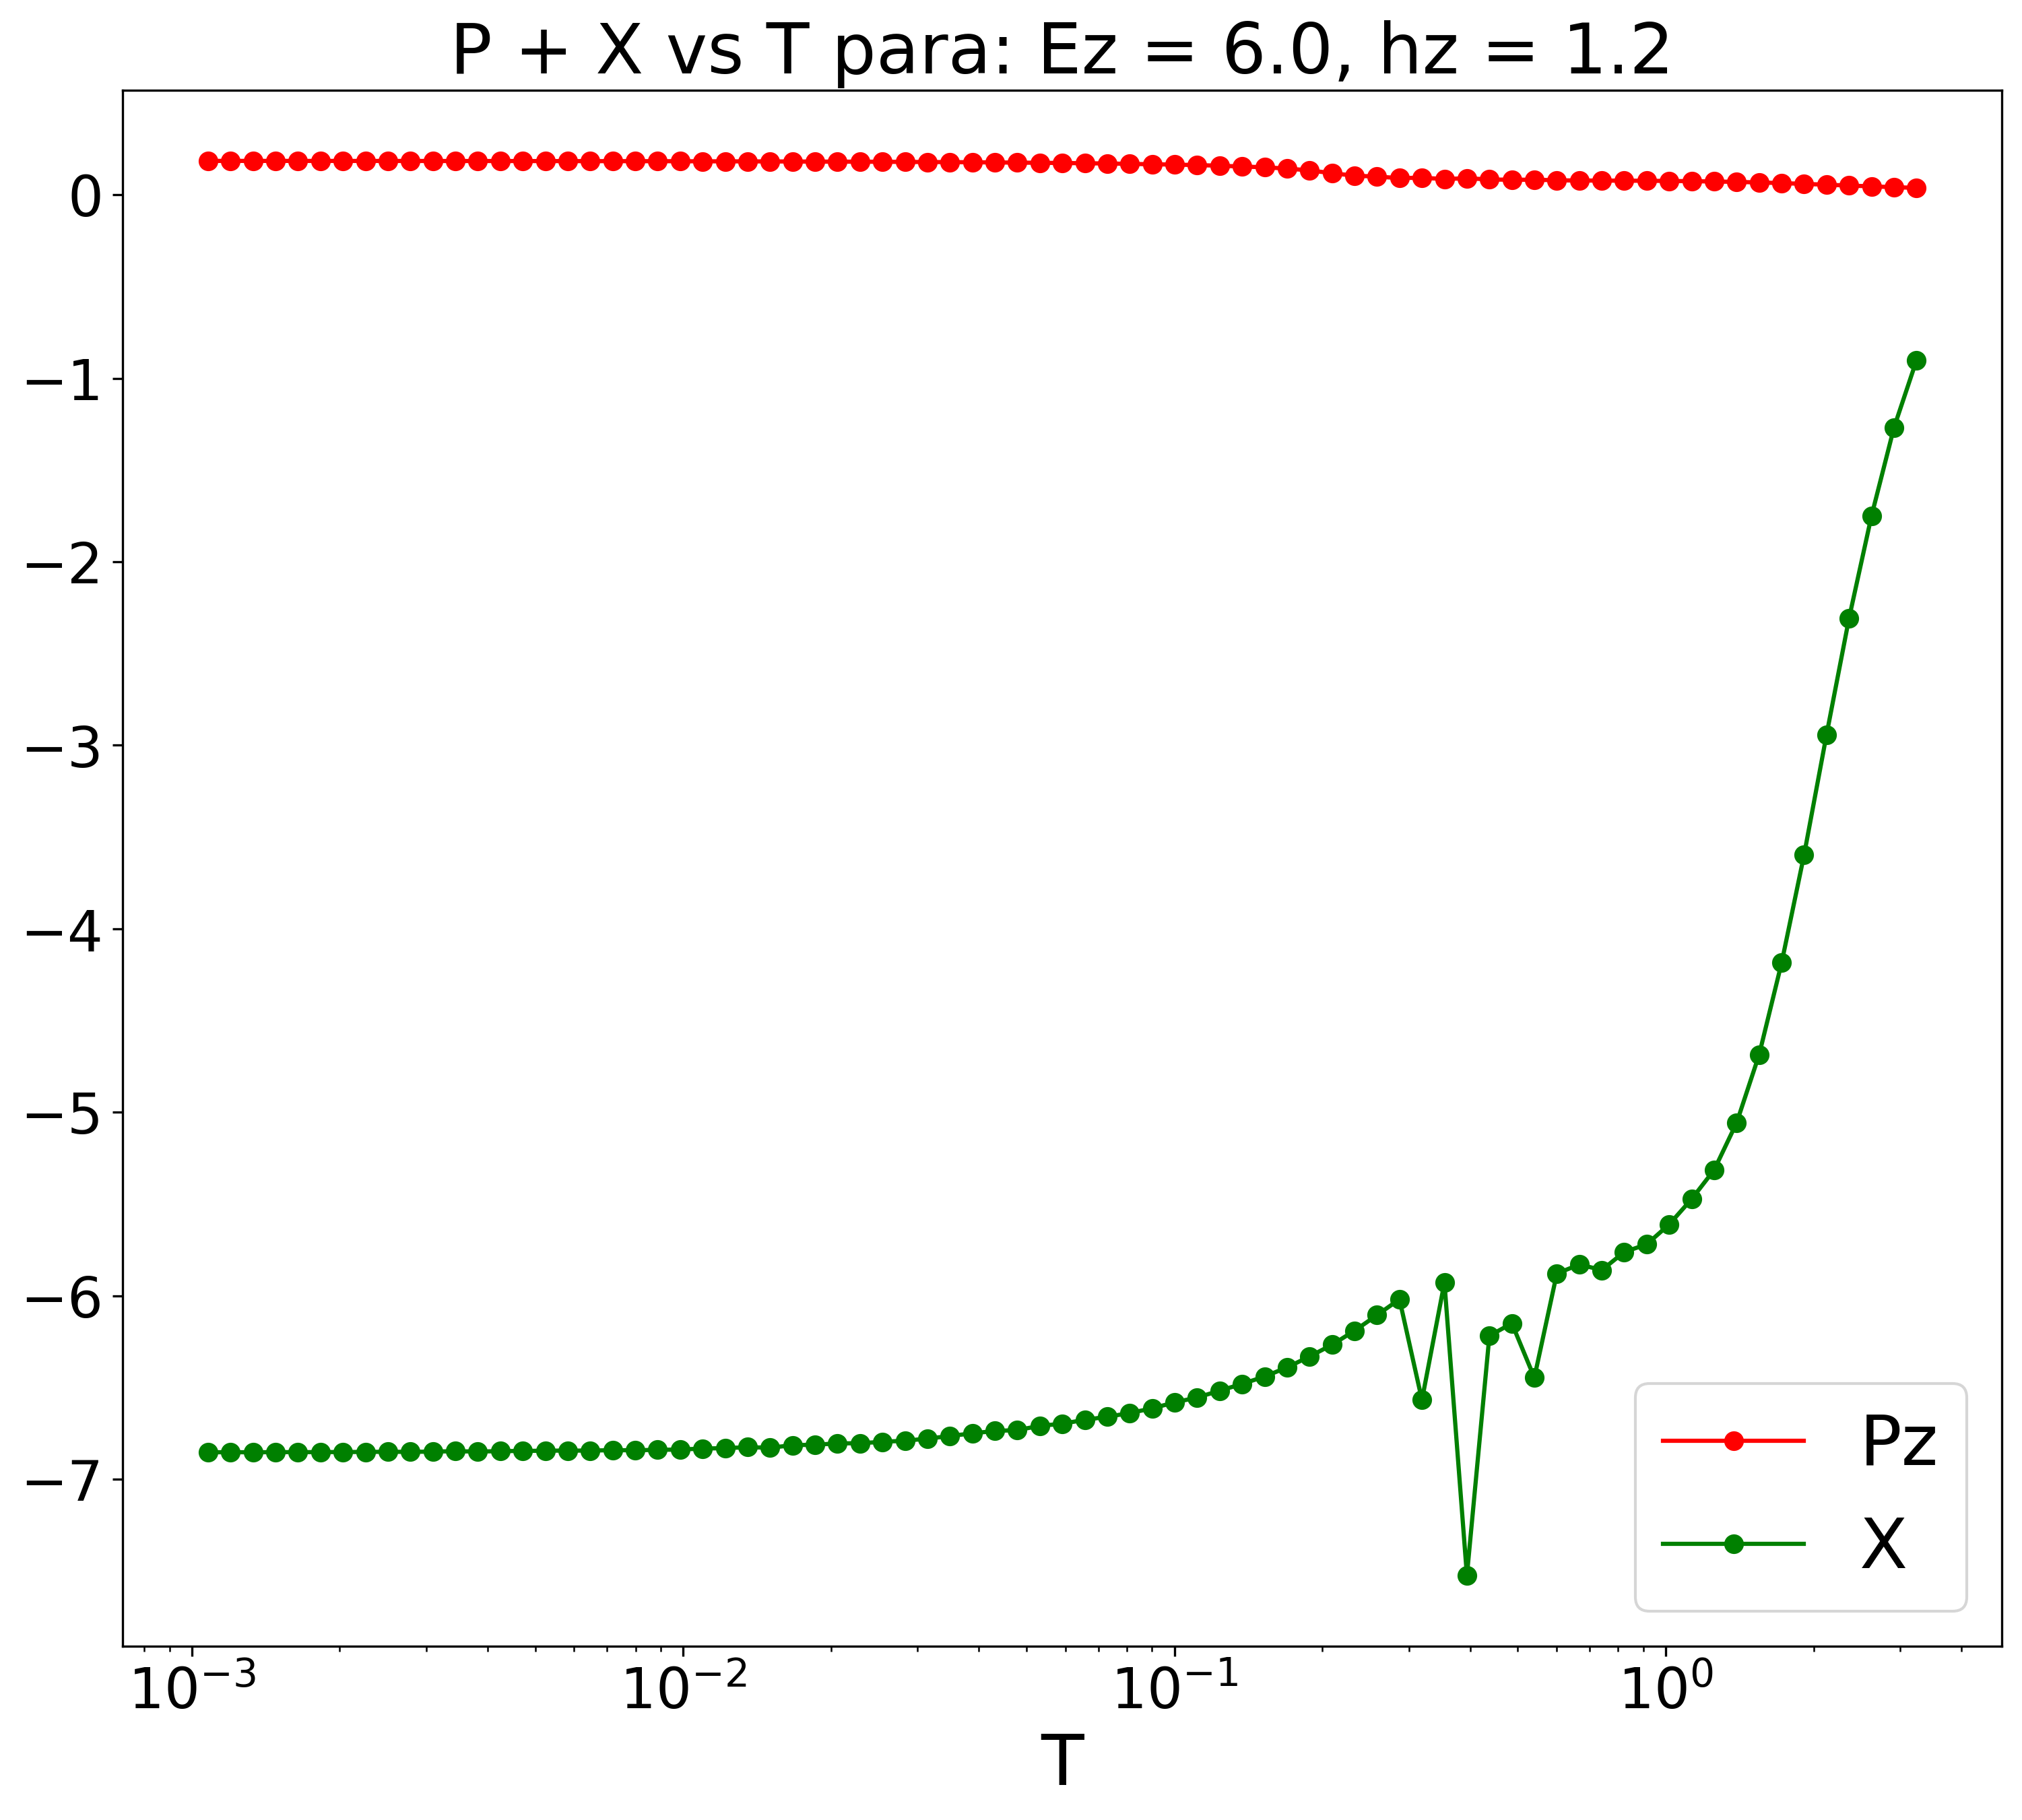 P + X vs T para: Ez = 6.0, hz = 1.2
0
−1
−2
−3
−4
−5
−6
−7
Pz
X
10⁻³ 10⁻² 10⁻¹ 10⁰
T